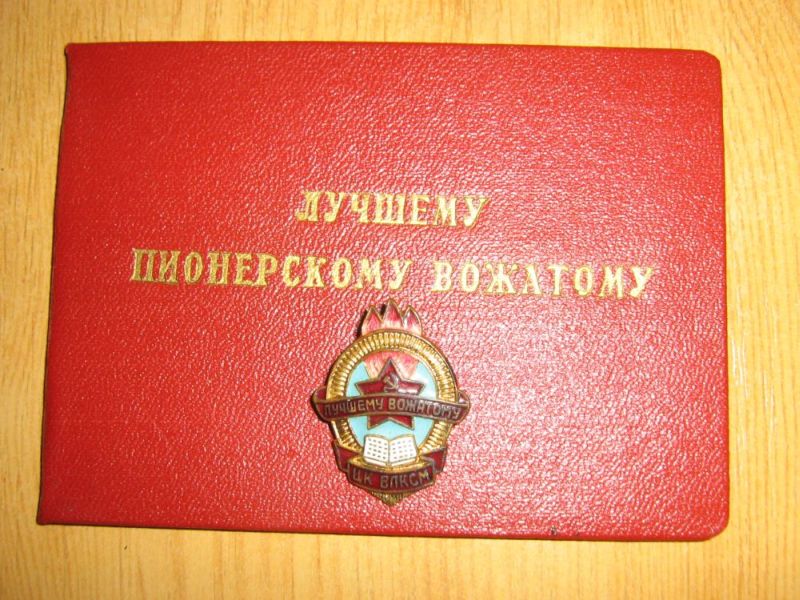 ЛУЧШЕМУ
ПИОНЕРСКОМУ ВОЖАТОМУ
ЛУЧШЕМУ ВОЖАТОМУ
ЦК ВЛКСМ